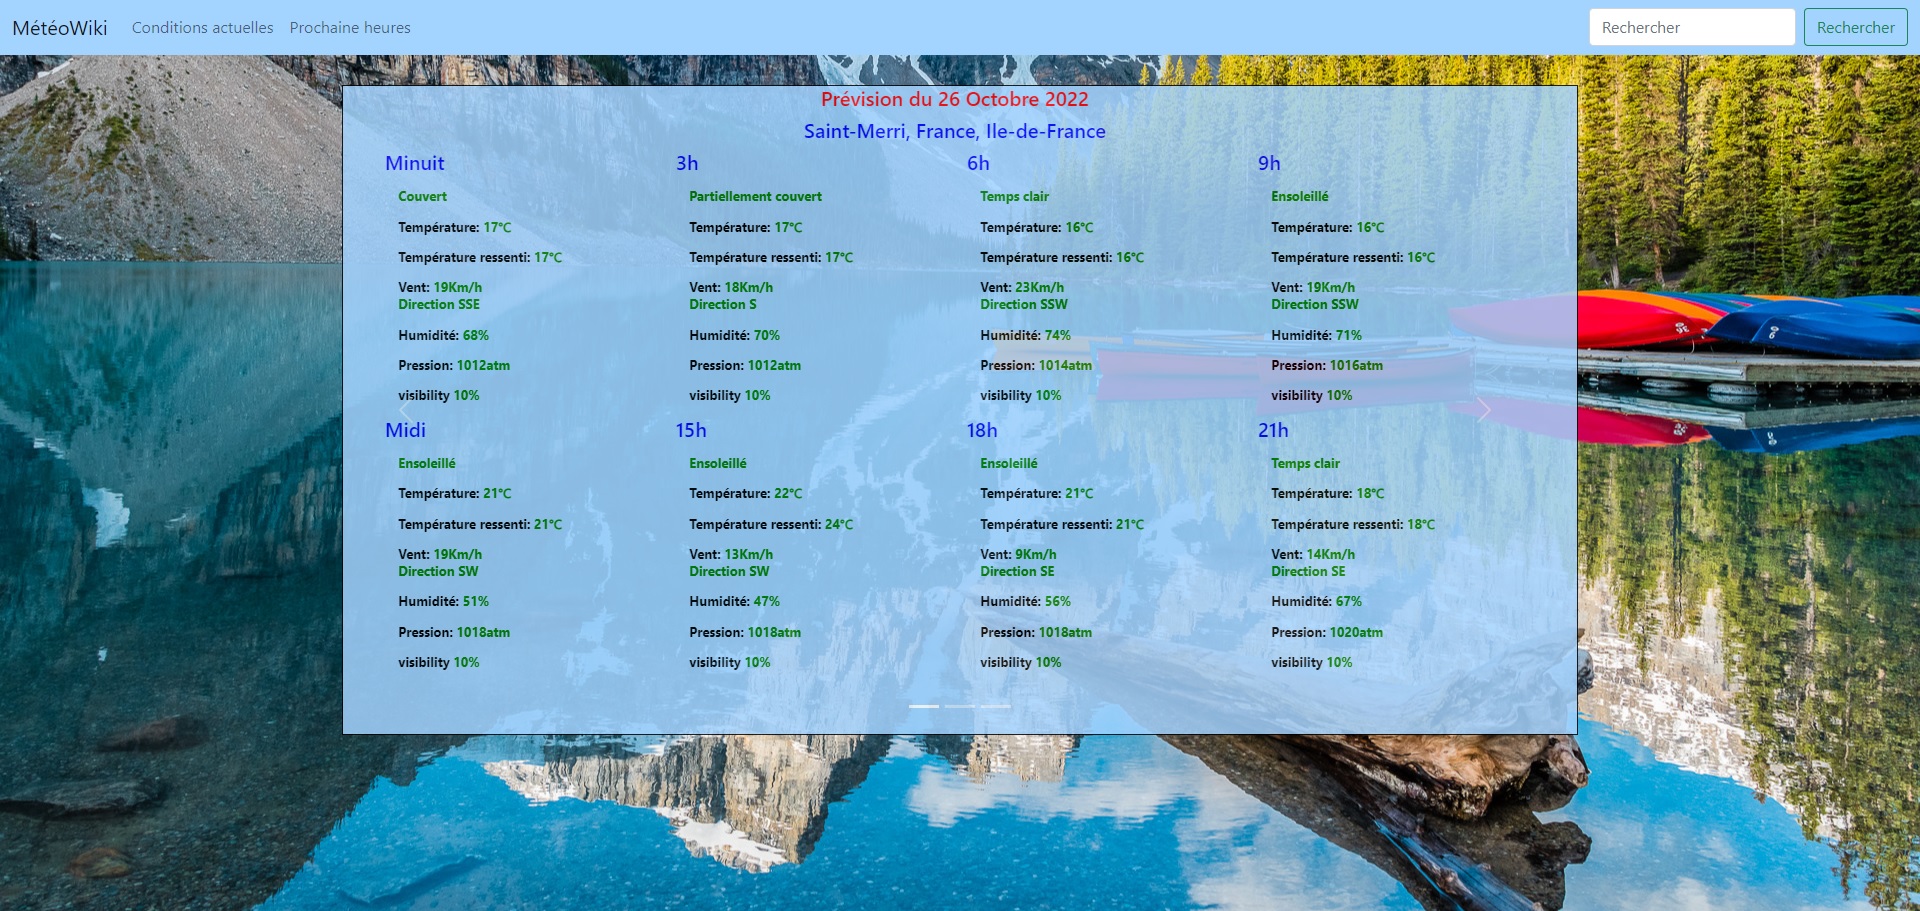 MétéoWiki Conditions actuelles Prochaine heures Rechercher Rechercher
Prévision du 26 Octobre 2022
Saint-Merri, France, Ile-de-France
Minuit
Couvert
Température: 17°C
Température ressenti: 17°C
Vent: 19Km/h
Direction SSE
Humidité: 68%
Pression: 1012atm
visibility 10%
3h
Partiellement couvert
Température: 17°C
Température ressenti: 17°C
Vent: 18Km/h
Direction S
Humidité: 70%
Pression: 1012atm
visibility 10%
6h
Temps clair
Température: 16°C
Température ressenti: 16°C
Vent: 23Km/h
Direction SSW
Humidité: 74%
Pression: 1014atm
visibility 10%
9h
Ensoleillé
Température: 16°C
Température ressenti: 16°C
Vent: 19Km/h
Direction SSW
Humidité: 71%
Pression: 1016atm
visibility 10%
Midi
Ensoleillé
Température: 21°C
Température ressenti: 21°C
Vent: 19Km/h
Direction SW
Humidité: 51%
Pression: 1018atm
visibility 10%
15h
Ensoleillé
Température: 22°C
Température ressenti: 24°C
Vent: 13Km/h
Direction SW
Humidité: 47%
Pression: 1018atm
visibility 10%
18h
Ensoleillé
Température: 21°C
Température ressenti: 21°C
Vent: 9Km/h
Direction SE
Humidité: 56%
Pression: 1018atm
visibility 10%
21h
Temps clair
Température: 18°C
Température ressenti: 18°C
Vent: 14Km/h
Direction SE
Humidité: 67%
Pression: 1020atm
visibility 10%